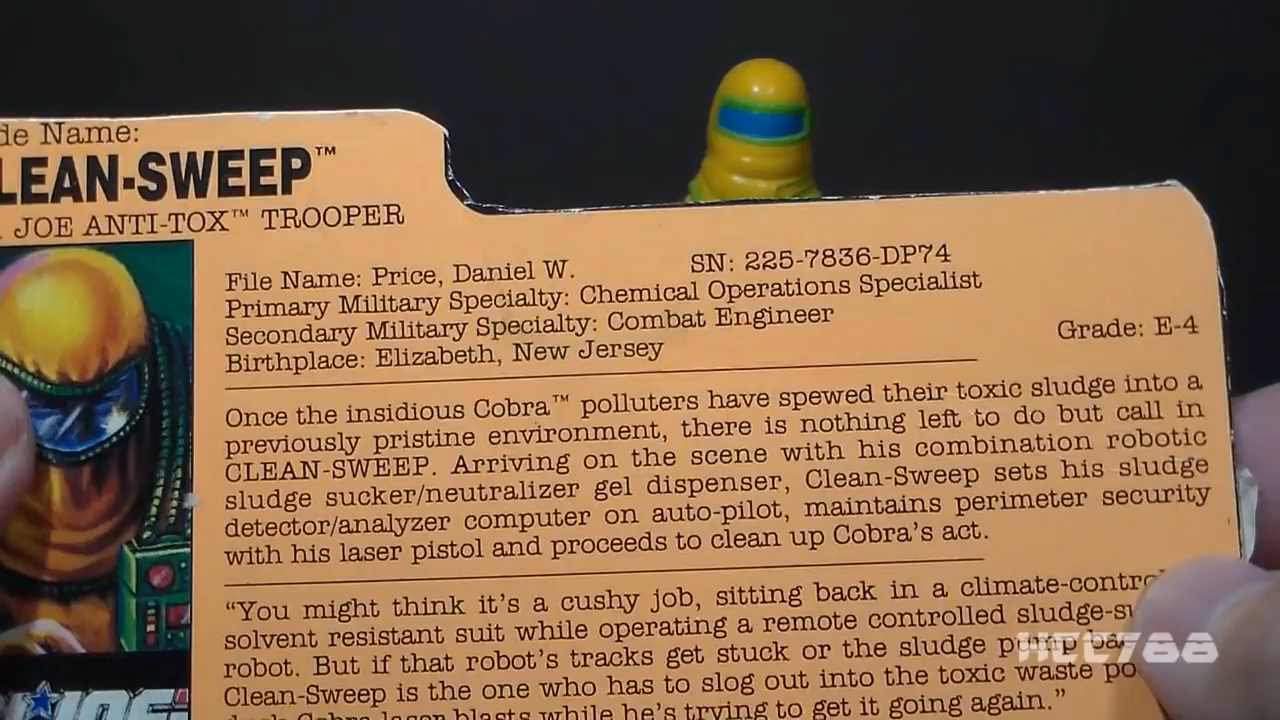 de Name:
LEAN-SWEEP™
JOE ANTI-TOX™ TROOPER
File Name: Price, Daniel W. SN: 225-7836-DP74
Primary Military Specialty: Chemical Operations Specialist
Secondary Military Specialty: Combat Engineer
Birthplace: Elizabeth, New Jersey Grade: E-4
Once the insidious Cobra™ polluters have spewed their toxic sludge into a
previously pristine environment, there is nothing left to do but call in
CLEAN-SWEEP. Arriving on the scene with his combination robotic
sludge sucker/neutralizer gel dispenser, Clean-Sweep sets his sludge
detector/analyzer computer on auto-pilot, maintains perimeter security
with his laser pistol and proceeds to clean up Cobra's act.
"You might think it's a cushy job, sitting back in a climate-contro
solvent resistant suit while operating a remote controlled sludge-su
robot. But if that robot's tracks get stuck or the sludge pump ba
Clean-Sweep is the one who has to slog out into the toxic waste po
Cobra laser blasts while he's trying to get it going again."
JOE
HCC788